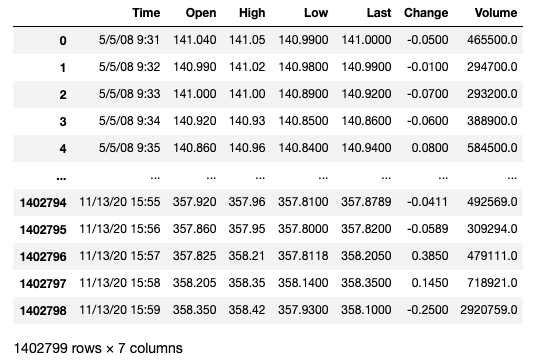 Time Open High Low Last Change Volume
0 5/5/08 9:31 141.040 141.05 140.9900 141.0000 -0.0500 465500.0
1 5/5/08 9:32 140.990 141.02 140.9800 140.9900 -0.0100 294700.0
2 5/5/08 9:33 141.000 141.00 140.8900 140.9200 -0.0700 293200.0
3 5/5/08 9:34 140.920 140.93 140.8500 140.8600 -0.0600 388900.0
4 5/5/08 9:35 140.860 140.96 140.8400 140.9400 0.0800 584500.0
... ... ... ... ... ... ... ...
1402794 11/13/20 15:55 357.920 357.96 357.8100 357.8789 -0.0411 492569.0
1402795 11/13/20 15:56 357.860 357.95 357.8000 357.8200 -0.0589 309294.0
1402796 11/13/20 15:57 357.825 358.21 357.8118 358.2050 0.3850 479111.0
1402797 11/13/20 15:58 358.205 358.35 358.1400 358.3500 0.1450 718921.0
1402798 11/13/20 15:59 358.350 358.42 357.9300 358.1000 -0.2500 2920759.0
1402799 rows × 7 columns